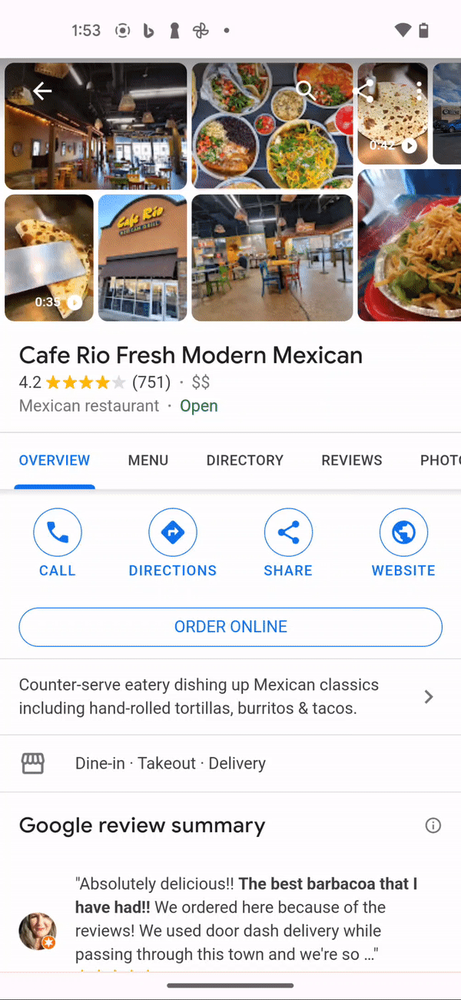 1:53
0:42
Cafe Rio
MEXICAN GRILL
0:35
Cafe Rio Fresh Modern Mexican
4.2 (751) · $$
Mexican restaurant · Open
OVERVIEW MENU DIRECTORY REVIEWS PHOTO
CALL DIRECTIONS SHARE WEBSITE
ORDER ONLINE
Counter-serve eatery dishing up Mexican classics
including hand-rolled tortillas, burritos & tacos.
Dine-in · Takeout · Delivery
Google review summary
"Absolutely delicious!! The best barbacoa that I
have had!! We ordered here because of the
reviews! We used door dash delivery while
passing through this town and we're so ..."